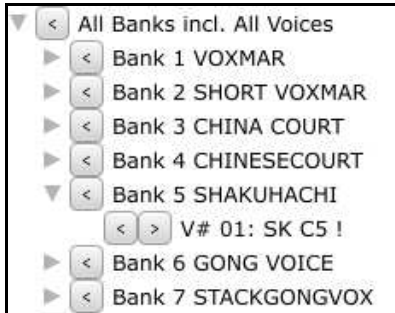 < All Banks incl. All Voices
< Bank 1 VOXMAR
< Bank 2 SHORT VOXMAR
< Bank 3 CHINA COURT
< Bank 4 CHINESECOURT
< Bank 5 SHAKUHACHI
< > V# 01: SK C5 !
< Bank 6 GONG VOICE
< Bank 7 STACKGONGVOX